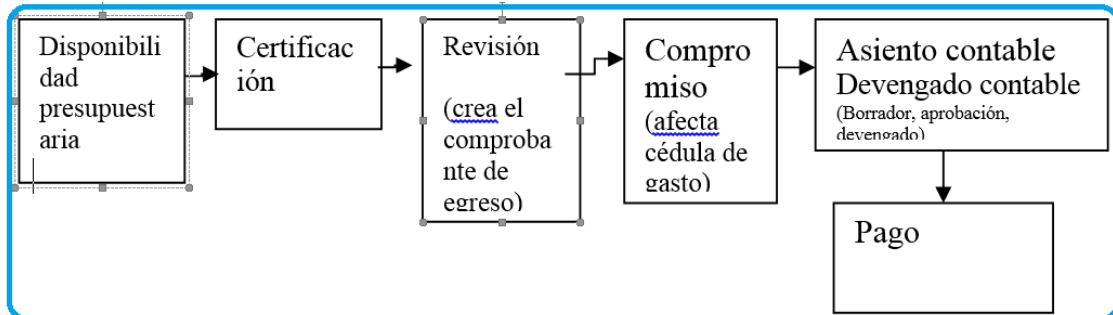 Disponibili
dad
presupuest
aria
Certificac
ión
Revisión
(crea el
comproba
nte de
egreso)
Compro
miso
(afecta
cédula de
gasto)
Asiento contable
Devengado contable
(Borrador, aprobación,
devengado)
Pago